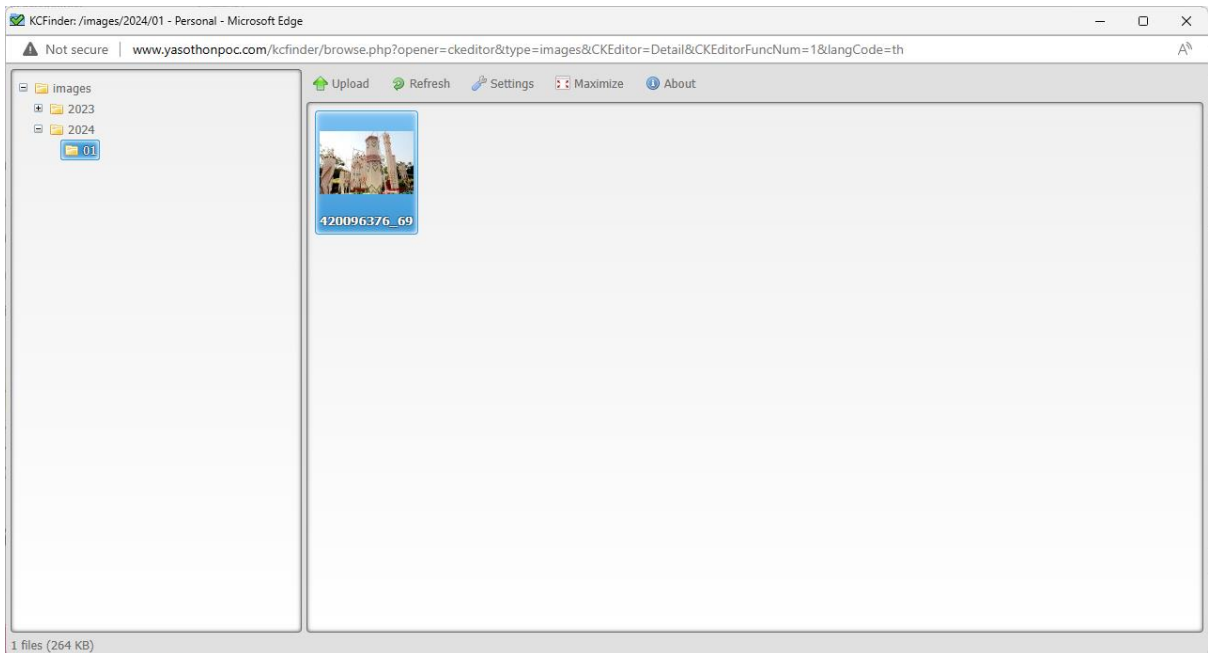 KCFinder: /images/2024/01 - Personal - Microsoft Edge
Not secure | www.yasothonpoc.com/kcfinder/browse.php?opener=ckeditor&type=images&CKEditor=Detail&CKEditorFuncNum=1&langCode=th
images
2023
2024
01
Upload Refresh Settings Maximize About
420096376_69
1 files (264 KB)